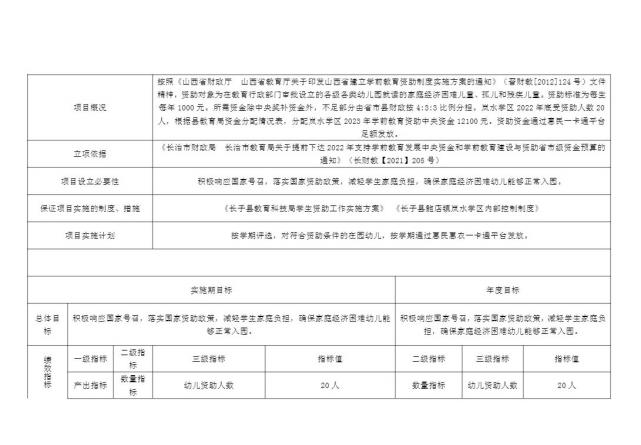 按照《山西省财政厅 山西省教育厅关于印发山西省建立学前教育资助制度实施方案的通知》（晋财教[2012]124号）文件
精神，资助对象为在教育行政部门审批设立的各级各类幼儿园就读的家庭经济困难儿童、孤儿和残疾儿童。资助标准为每生
项目概况
每年1000元。所需资金除中央奖补资金外，不足部分由省市县财政按4:3:3比例分担。岚水学区2022年底受资助人数20
人，根据县教育局资金分配情况表，分配岚水学区2023年学前教育资助中央资金12100元。资助资金通过惠民一卡通平台
足额发放。
立项依据
《长治市财政局 长治市教育局关于提前下达2022年支持学前教育发展中央资金和学前教育建设与资助省市级资金预算的
通知》（长财教【2021】205号）
项目设立必要性 积极响应国家号召，落实国家资助政策，减轻学生家庭负担，确保家庭经济困难幼儿能够正常入园。
保证项目实施的制度、措施 《长子县教育科技局学生资助工作实施方案》 《长子县鲍店镇岚水学区内部控制制度》
项目实施计划 按学期评选，对符合资助条件的在园幼儿，按学期通过惠民惠农一卡通平台发放。
实施期目标 年度目标
总体目
标
积极响应国家号召，落实国家资助政策，减轻学生家庭负担，确保家庭经济困难幼儿能
够正常入园。
积极响应国家号召，落实国家资助政策，减轻学生家庭负
担，确保家庭经济困难幼儿能够正常入园。
绩效指标
一级指标 二级指标 三级指标 指标值 二级指标 三级指标 指标值
产出指标 数量指标 幼儿资助人数 20人 数量指标 幼儿资助人数 20人